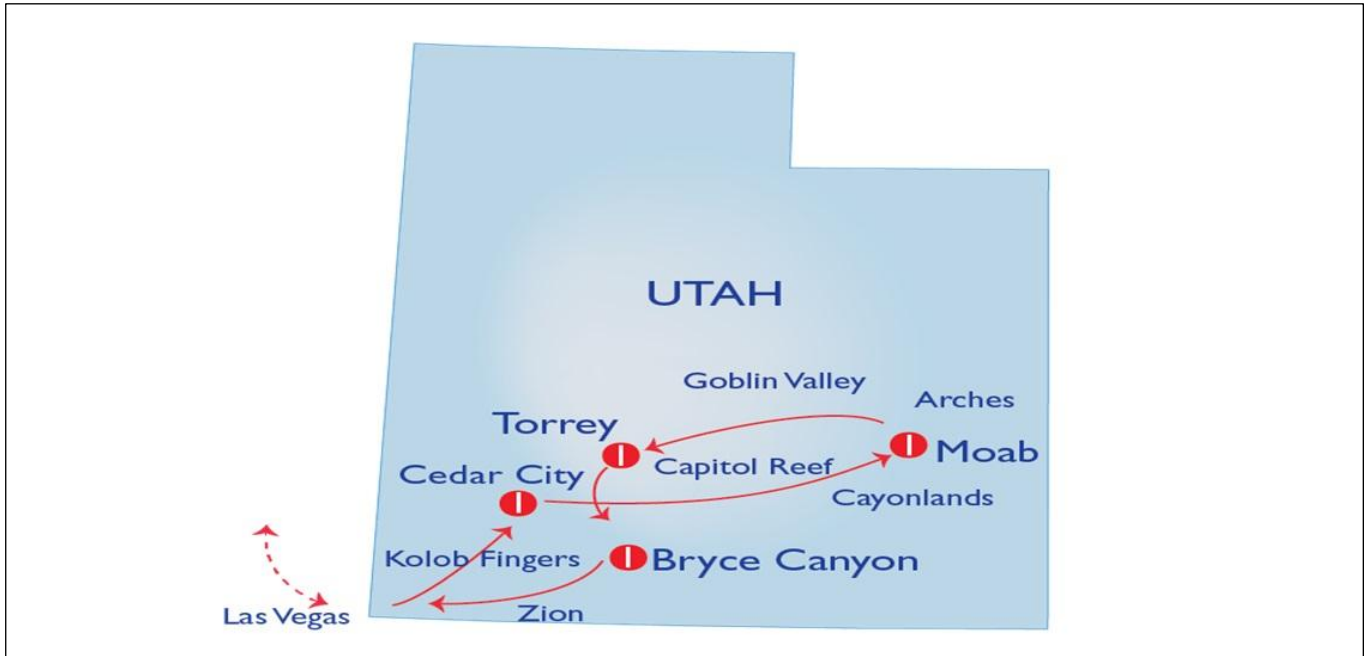 UTAH
Goblin Valley
Arches
Torrey
Moab
Capitol Reef
Cedar City
Cayonlands
Kolob Fingers
Bryce Canyon
Las Vegas
Zion